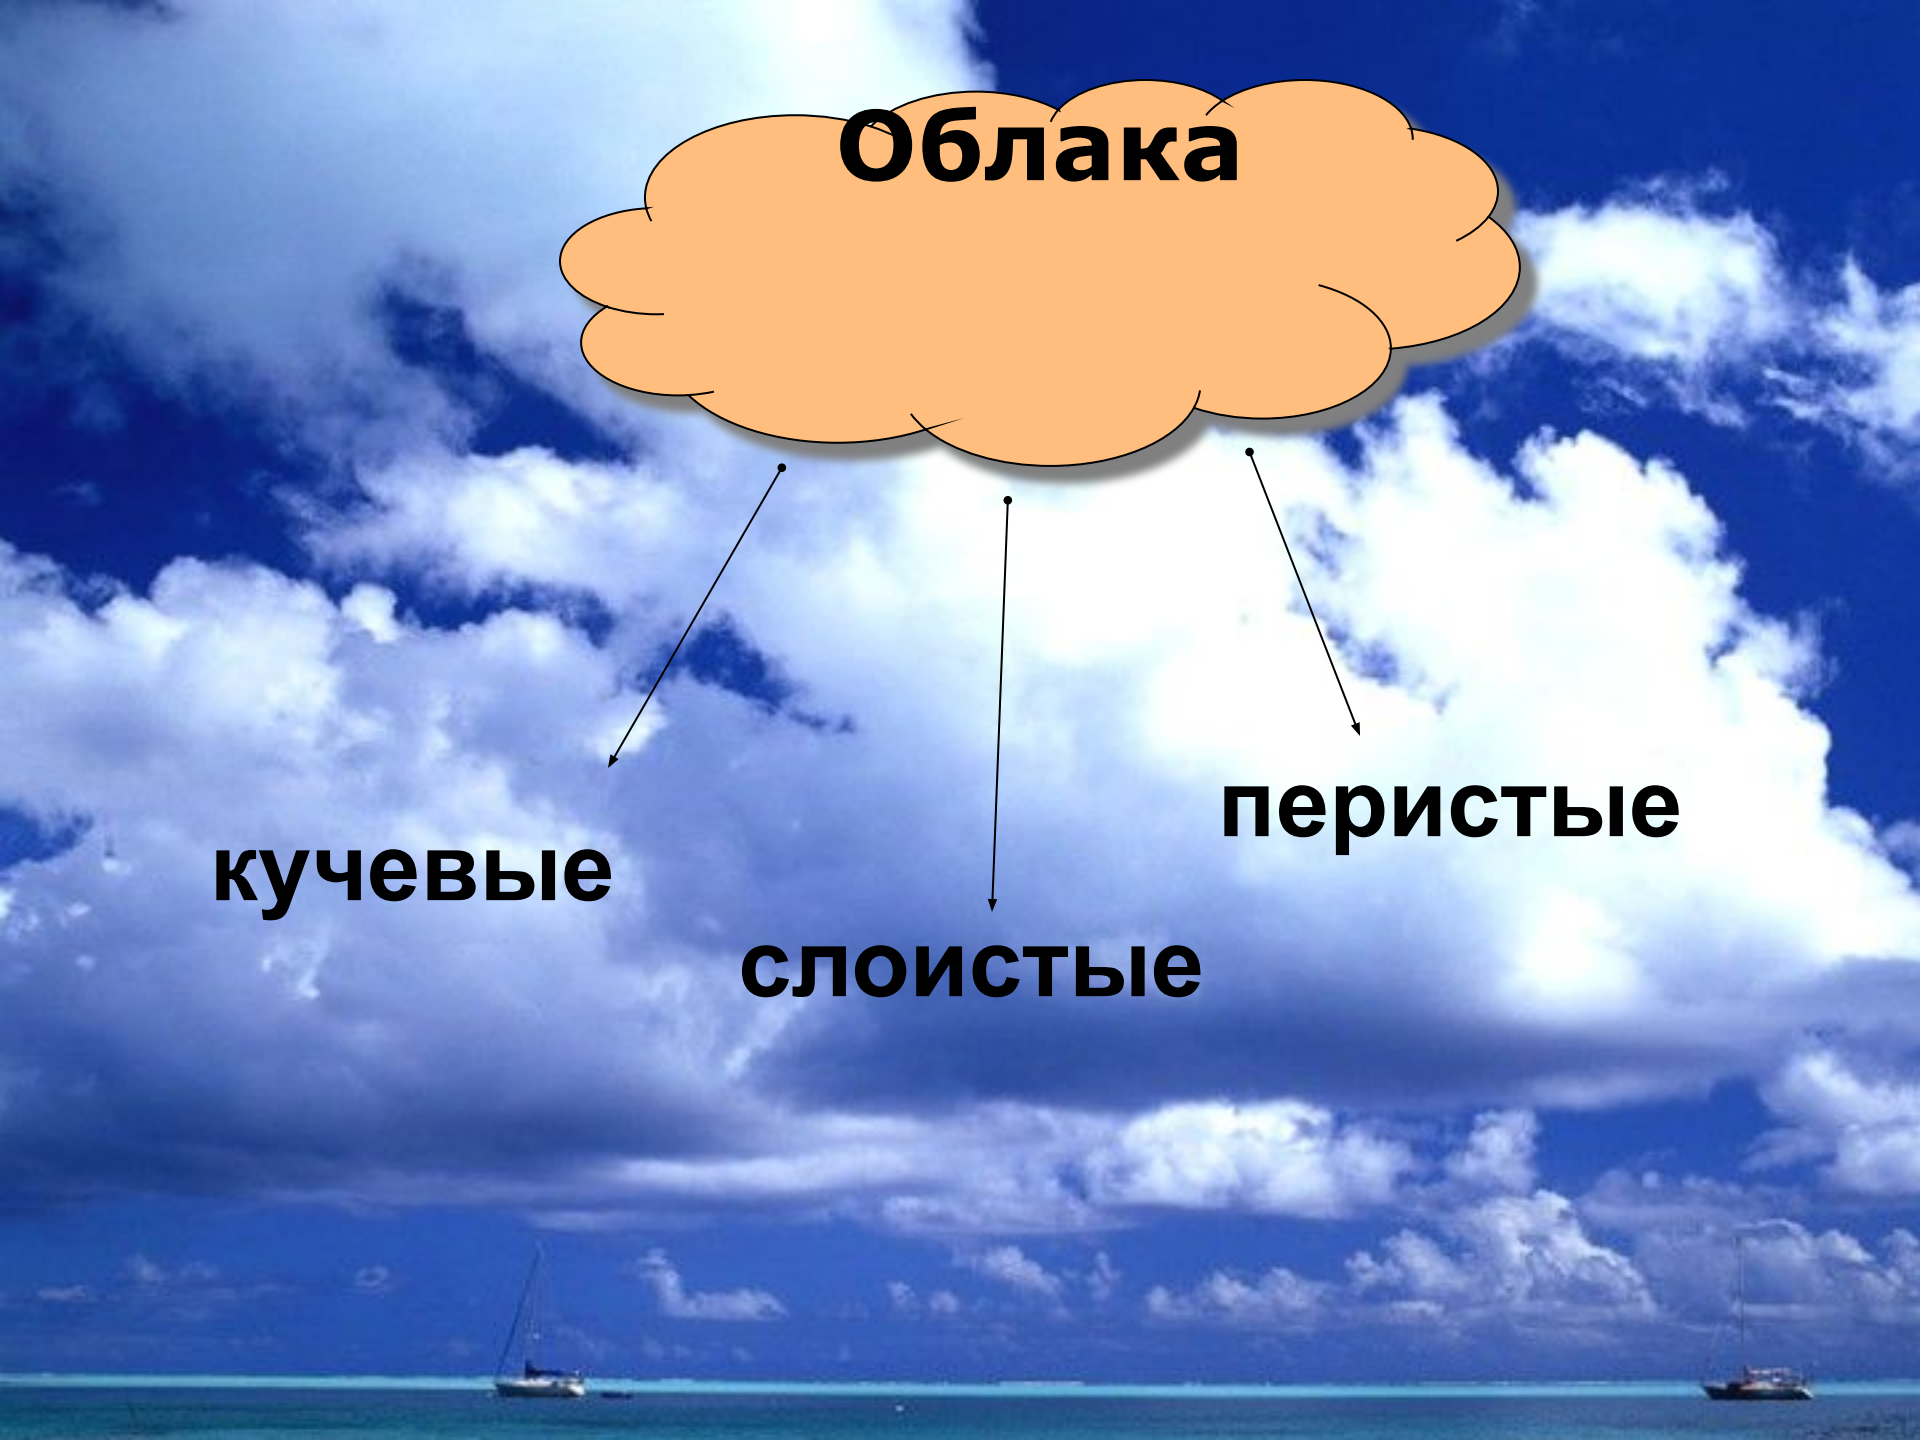 Облака
кучевые
слоистые
перистые